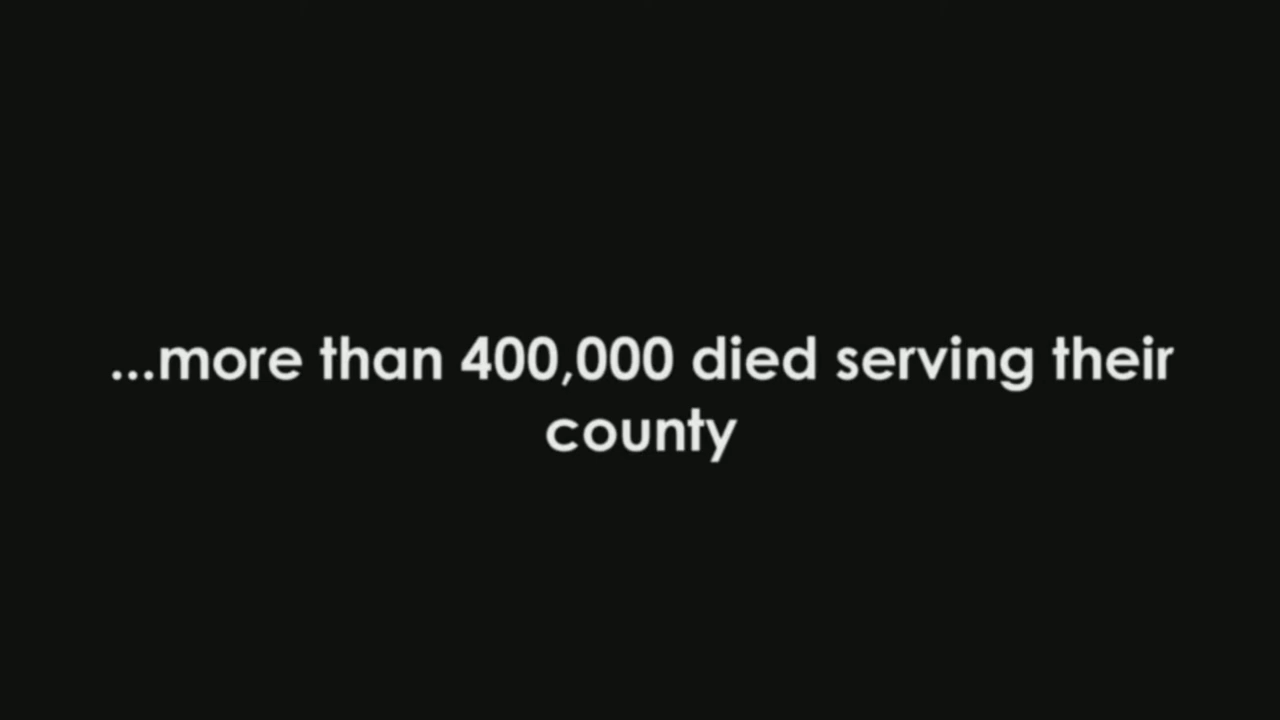 ...more than 400,000 died serving their
county